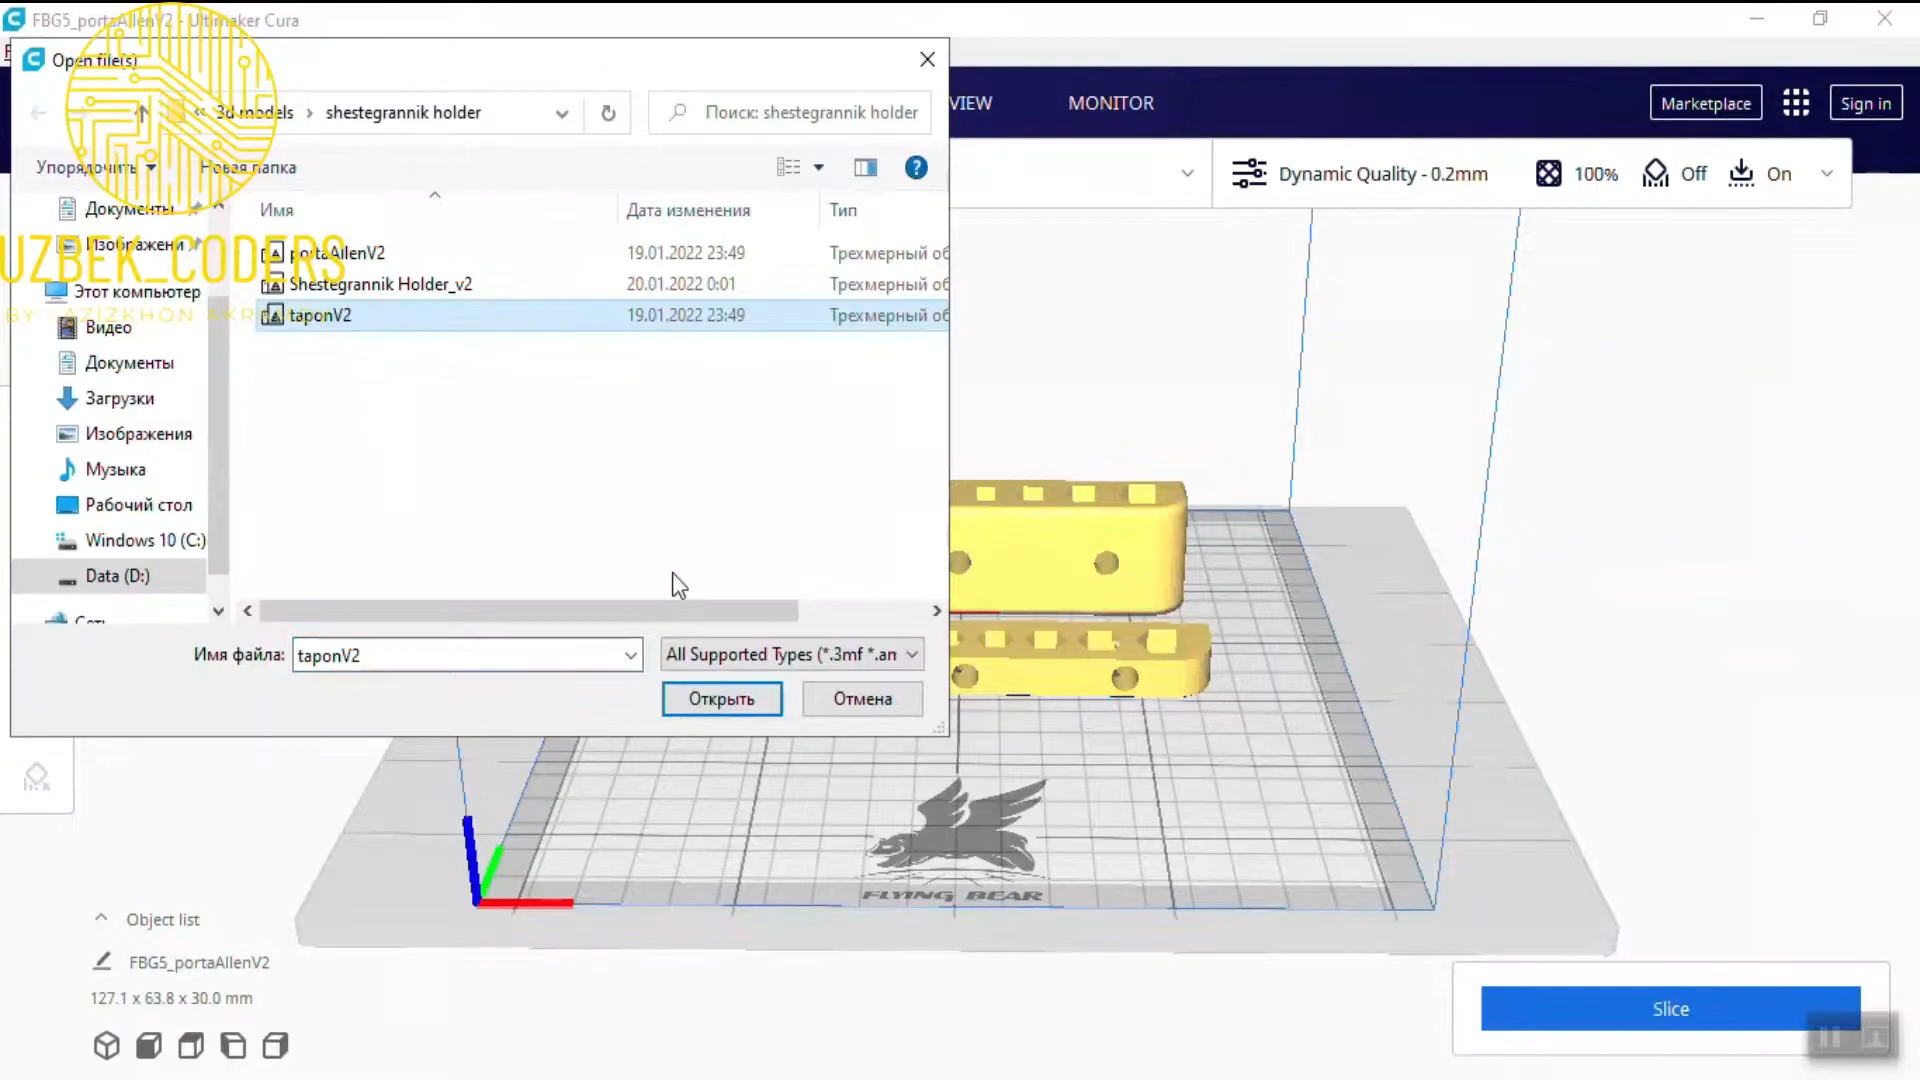 FBG5_portaAllenV2 - Ultimaker Cura
Open file(s)
« 3d models › shestegrannik holder
Поиск: shestegrannik holder
VIEW
MONITOR
Marketplace
Sign in
Упорядочить
Новая папка
Dynamic Quality - 0.2mm
100%
Off
On
Имя
Дата изменения
Тип
portaAllenV2
19.01.2022 23:49
Трехмерный об
Shestegrannik Holder_v2
20.01.2022 0:01
Трехмерный об
taponV2
19.01.2022 23:49
Трехмерный об
Документы
Изображени
UZBEK_CODERS
Этот компьютер
Видео
Документы
Загрузки
Изображения
Музыка
Рабочий стол
Windows 10 (C:)
Data (D:)
Сеть
Имя файла:
taponV2
All Supported Types (*.3mf *.an
Открыть
Отмена
FLYING BEAR
Object list
FBG5_portaAllenV2
127.1 x 63.8 x 30.0 mm
Slice